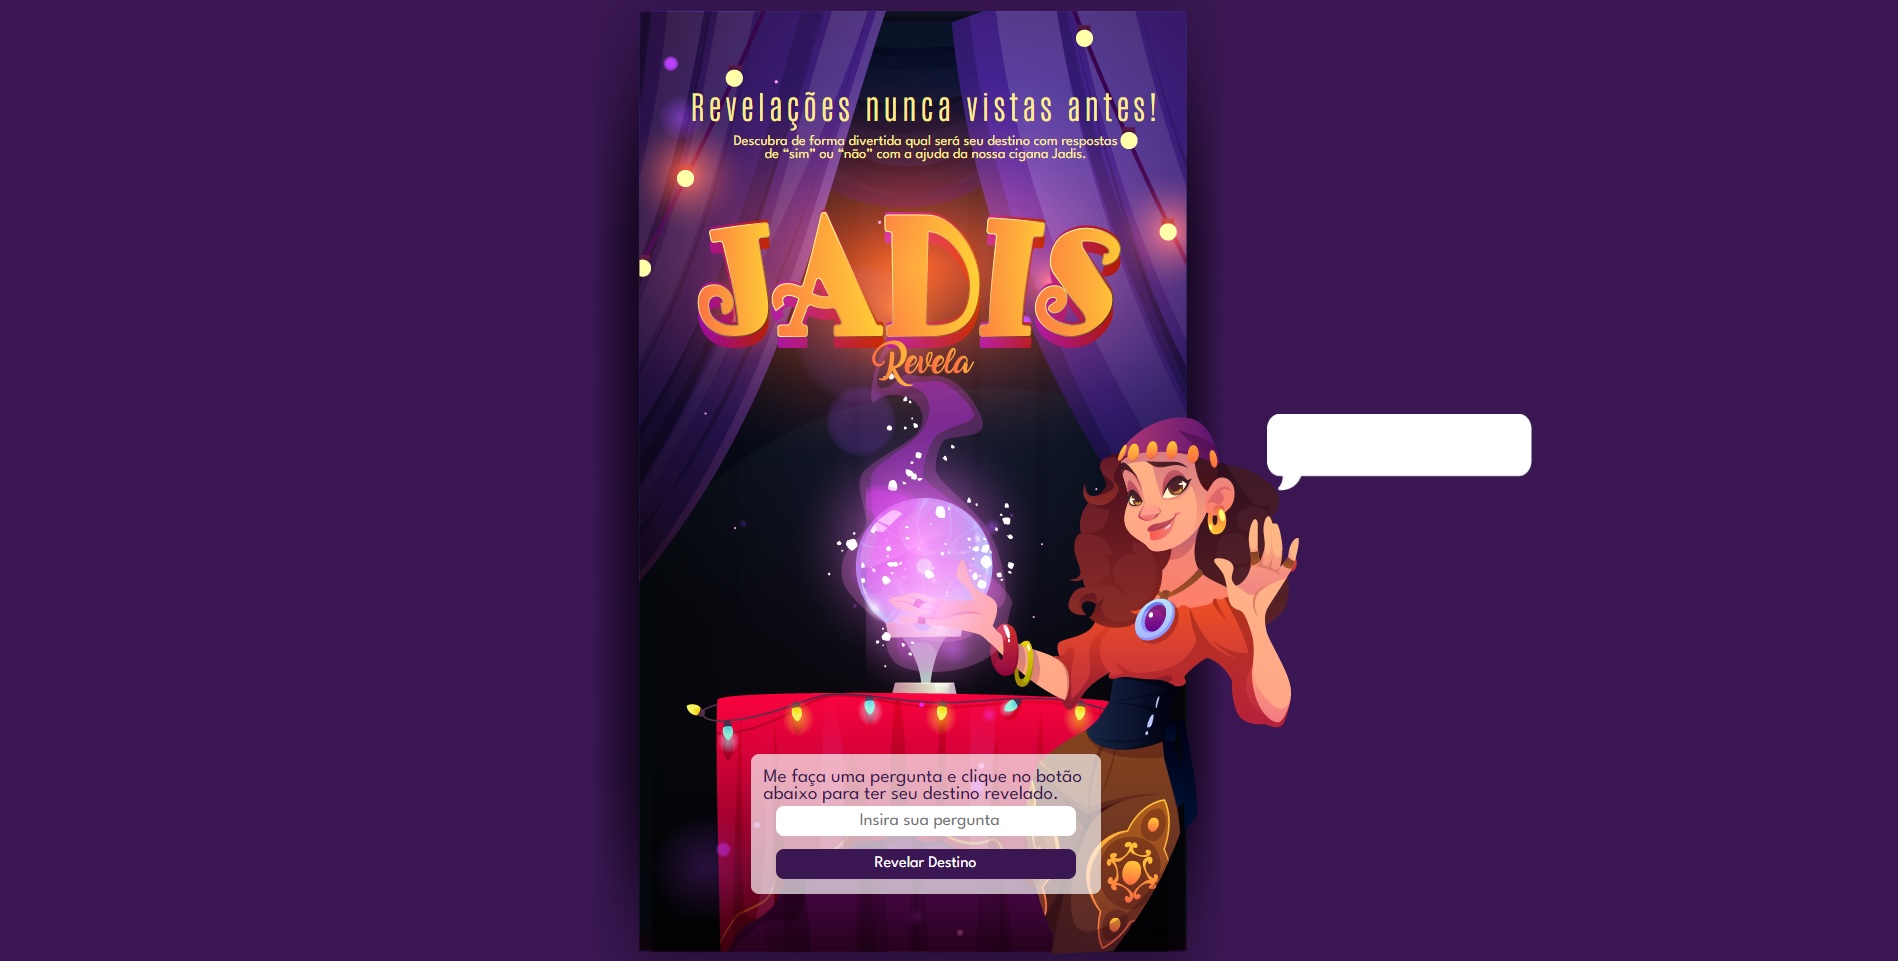 Revelações nunca vistas antes!
Descubra de forma divertida qual será seu destino com respostas
de “sim” ou “não” com a ajuda da nossa cigana Jadis.
JADIS
Revela
Me faça uma pergunta e clique no botão
abaixo para ter seu destino revelado.
Insira sua pergunta
Revelar Destino